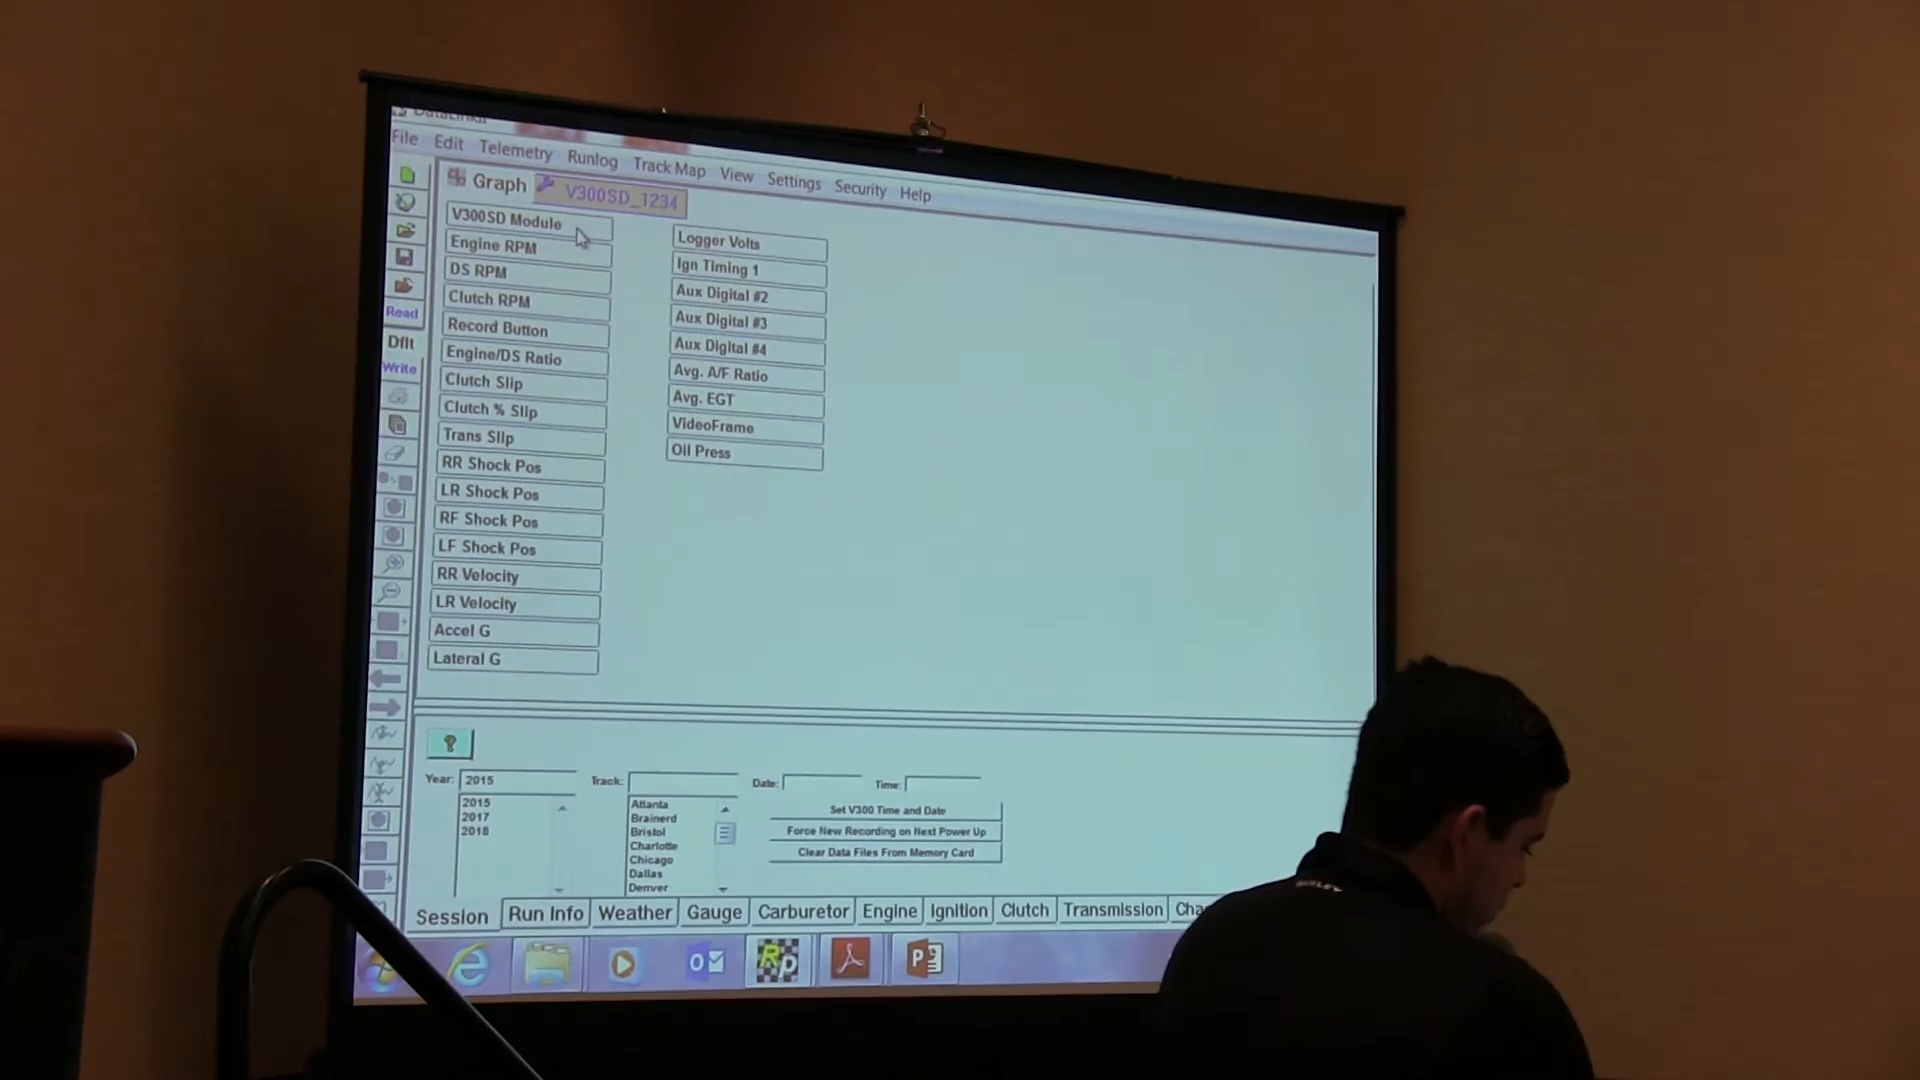 DataLink
File Edit Telemetry Runlog Track Map View Settings Security Help
Graph V300SD_1234
V300SD Module
Engine RPM
DS RPM
Clutch RPM
Record Button
Engine/DS Ratio
Clutch Slip
Clutch % Slip
Trans Slip
RR Shock Pos
LR Shock Pos
RF Shock Pos
LF Shock Pos
RR Velocity
LR Velocity
Accel G
Lateral G
Logger Volts
Ign Timing 1
Aux Digital #2
Aux Digital #3
Aux Digital #4
Avg. A/F Ratio
Avg. EGT
VideoFrame
Oil Press
Read
Dflt
Write
?
Year: 2015
2015
2017
2018
Track:
Atlanta
Brainerd
Bristol
Charlotte
Chicago
Dallas
Denver
Date:
Time:
Set V300 Time and Date
Force New Recording on Next Power Up
Clear Data Files From Memory Card
Session Run Info Weather Gauge Carburetor Engine Ignition Clutch Transmission
Rp